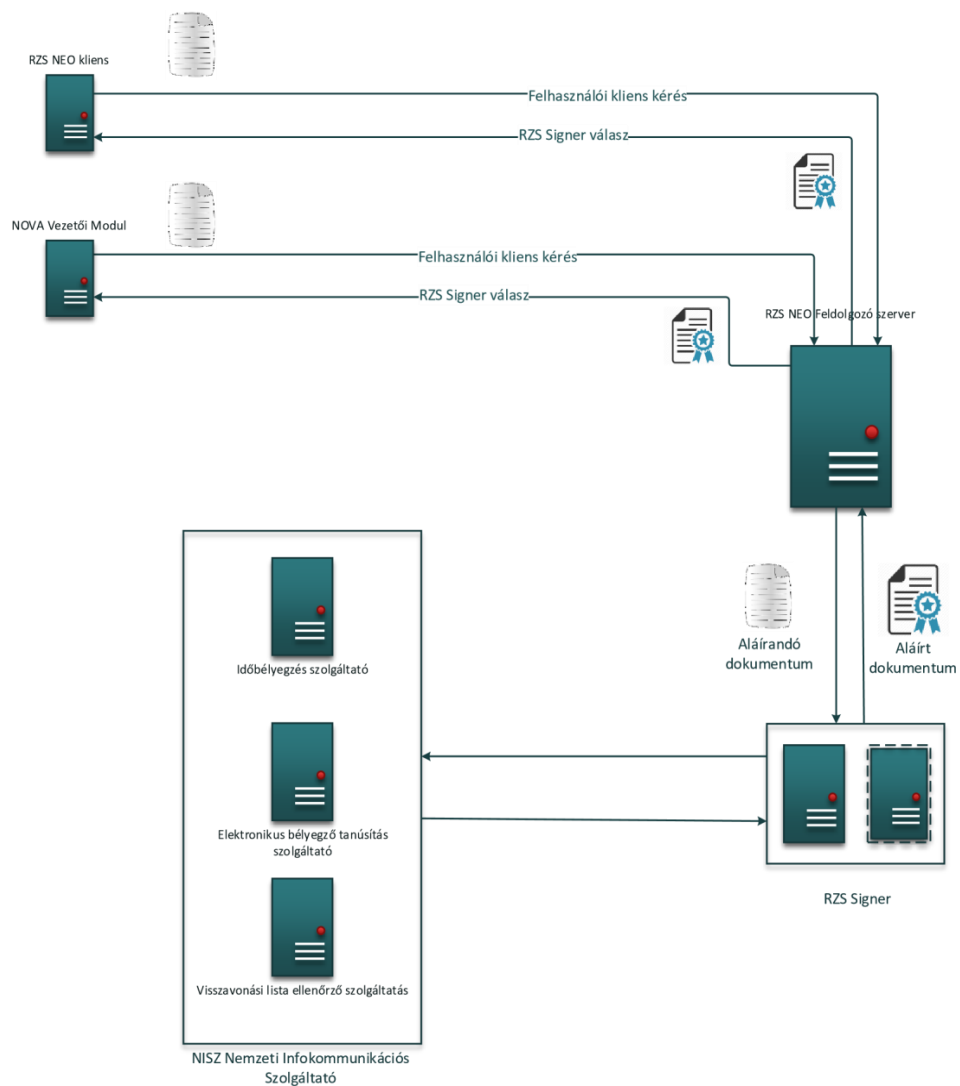 RZS NEO kliens
Felhasználói kliens kérés
RZS Signer válasz
NOVA Vezetői Modul
Felhasználói kliens kérés
RZS Signer válasz
RZS NEO Feldolgozó szerver
Időbélyegzés szolgáltató
Aláírandó
dokumentum
Aláírt
dokumentum
Elektronikus bélyegző tanúsítás
szolgáltató
RZS Signer
Visszavonási lista ellenőrző szolgáltatás
NISZ Nemzeti Infokommunikációs
Szolgáltató